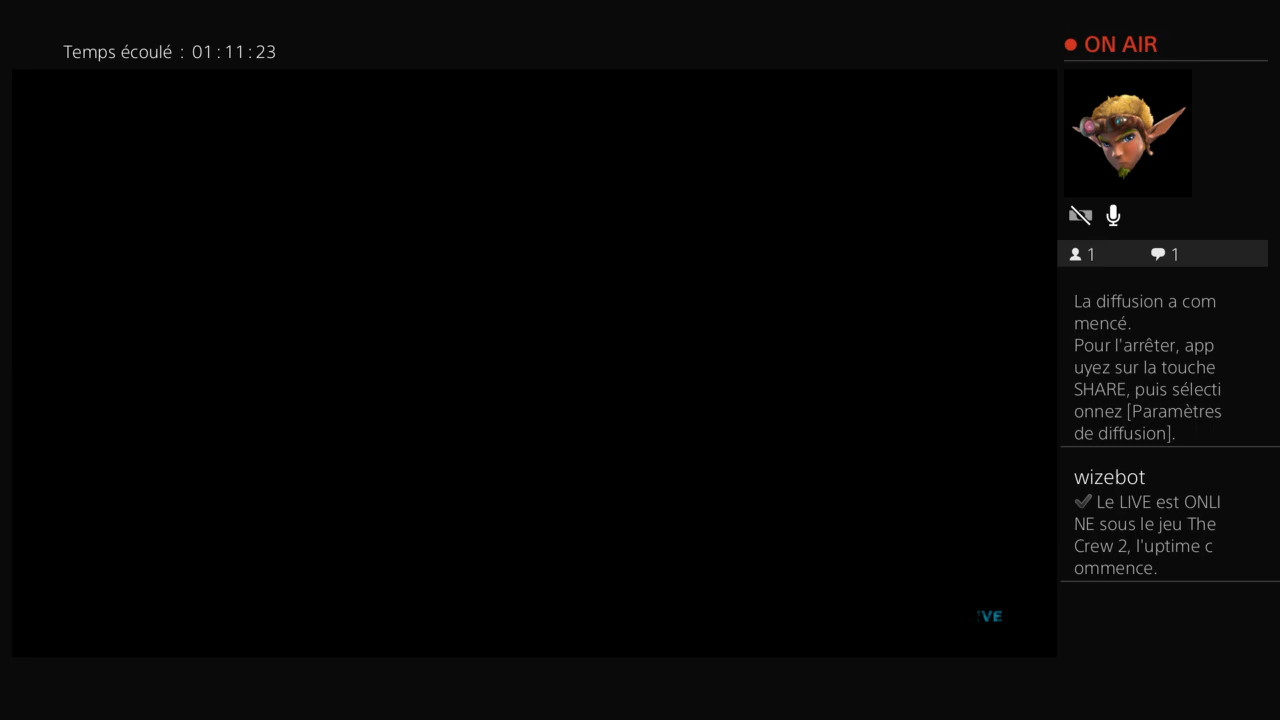 Temps écoulé : 01:11:23
ON AIR
1
1
La diffusion a com
mencé.
Pour l'arrêter, app
uyez sur la touche
SHARE, puis sélecti
onnez [Paramètres
de diffusion].
wizebot
✔ Le LIVE est ONLI
NE sous le jeu The
Crew 2, l'uptime c
ommence.